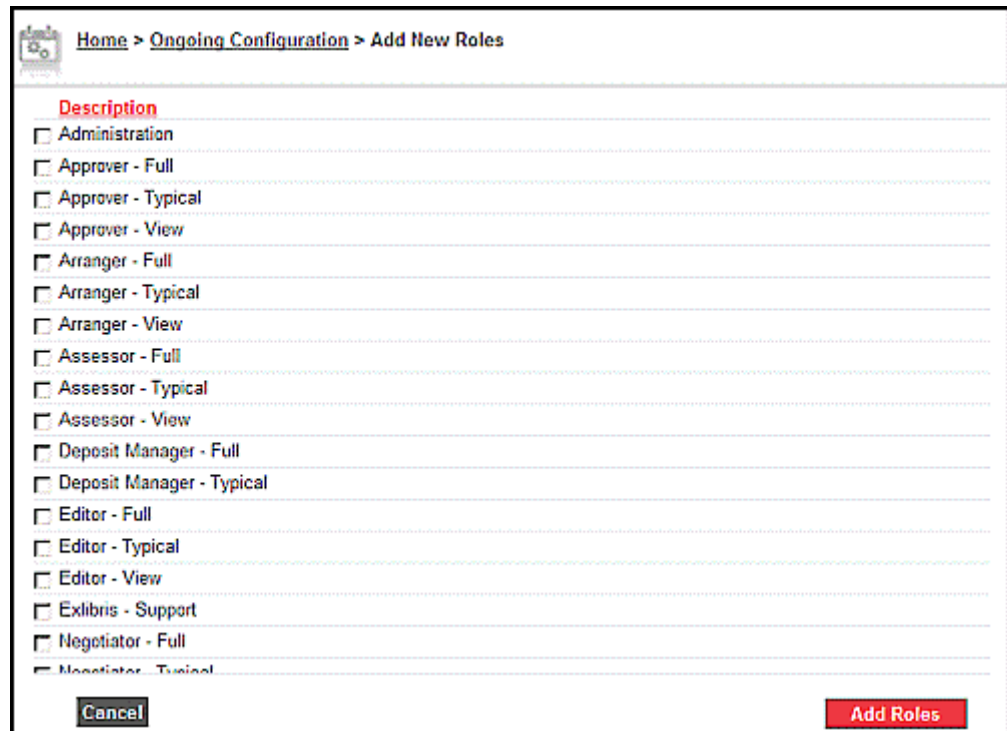 Home > Ongoing Configuration > Add New Roles
Description
Administration
Approver - Full
Approver - Typical
Approver - View
Arranger - Full
Arranger - Typical
Arranger - View
Assessor - Full
Assessor - Typical
Assessor - View
Deposit Manager - Full
Deposit Manager - Typical
Editor - Full
Editor - Typical
Editor - View
Exlibris - Support
Negotiator - Full
Negotiator - Typical
Cancel Add Roles